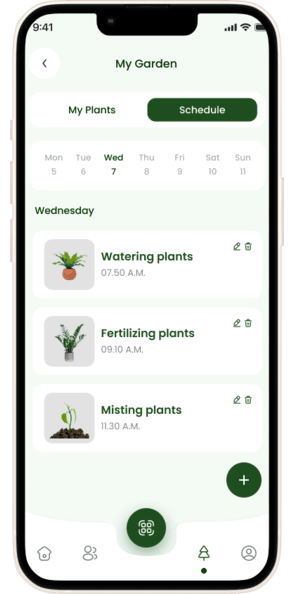 9:41
My Garden
My Plants Schedule
Mon Tue Wed Thu Fri Sat Sun
5 6 7 8 9 10 11
Wednesday
Watering plants
07.50 A.M.
Fertilizing plants
09.10 A.M.
Misting plants
11.30 A.M.